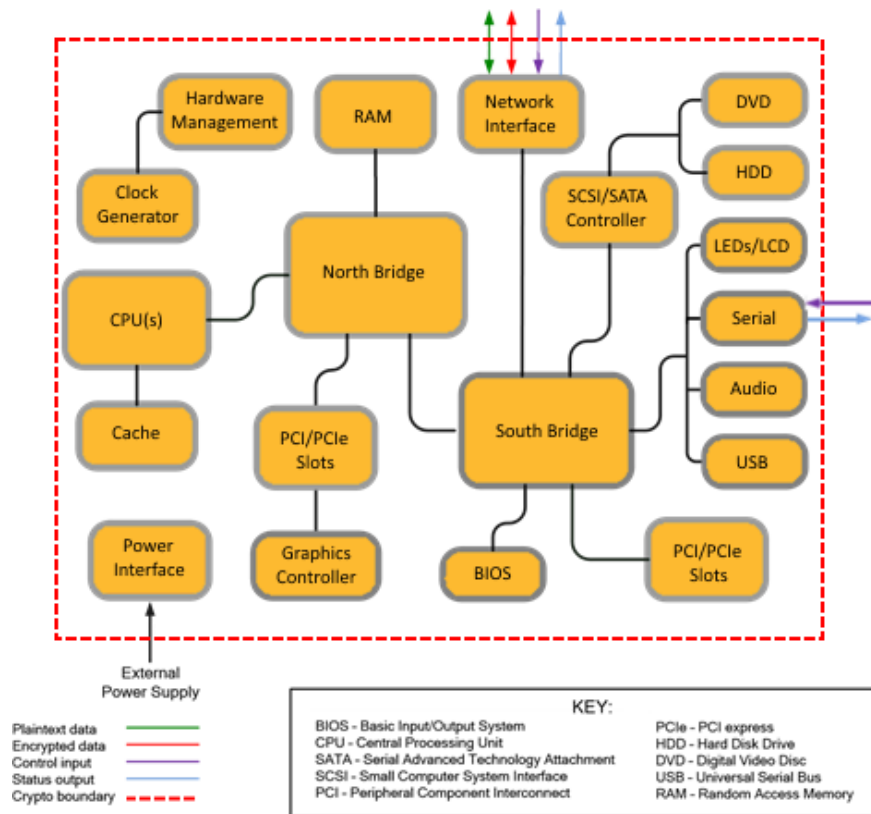 Hardware
Management
RAM
Network
Interface
DVD
HDD
Clock
Generator
SCSI/SATA
Controller
LEDs/LCD
North Bridge
CPU(s)
Serial
Audio
Cache
PCI/PCIe
Slots
South Bridge
USB
Power
Interface
Graphics
Controller
BIOS
PCI/PCIe
Slots
External
Power Supply
Plaintext data
Encrypted data
Control input
Status output
Crypto boundary
KEY:
BIOS - Basic Input/Output System
CPU - Central Processing Unit
SATA - Serial Advanced Technology Attachment
SCSI - Small Computer System Interface
PCI - Peripheral Component Interconnect
PCIe - PCI express
HDD - Hard Disk Drive
DVD - Digital Video Disc
USB - Universal Serial Bus
RAM - Random Access Memory